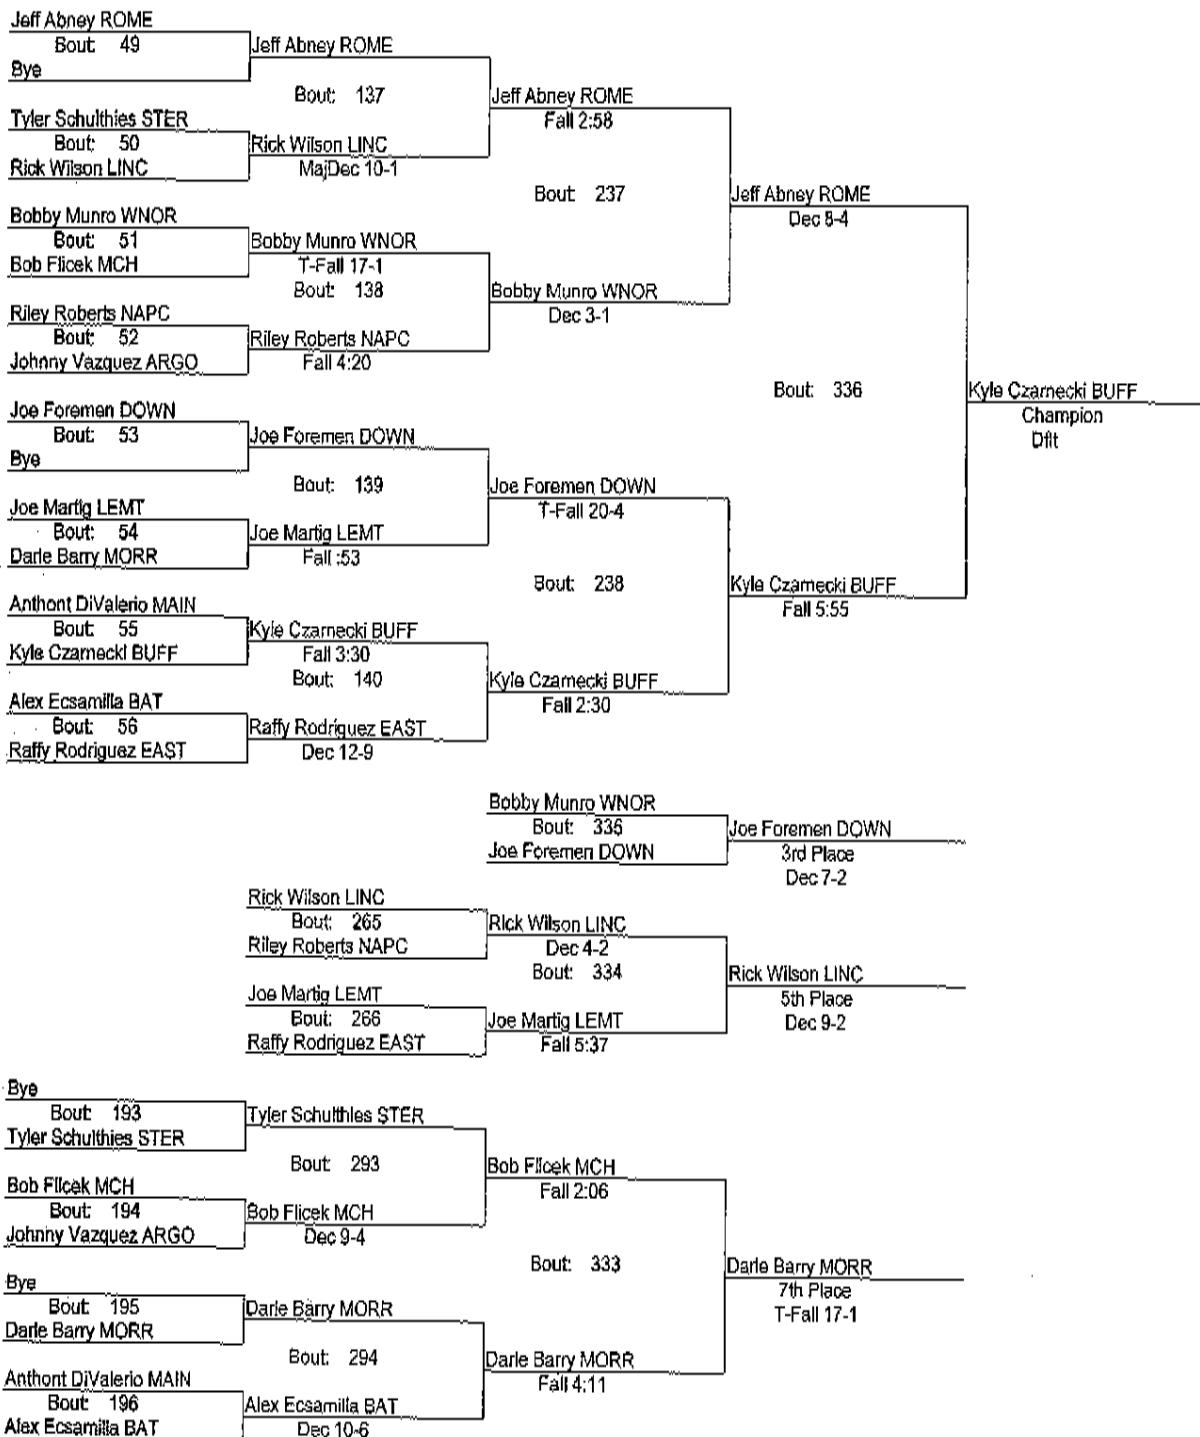 Jeff Abney ROME
Bout: 49
Bye
Jeff Abney ROME
Bout: 137
Tyler Schulthies STER
Bout: 50
Rick Wilson LINC
Rick Wilson LINC
MajDec 10-1
Jeff Abney ROME
Fall 2:58
Bout: 237
Bobby Munro WNOR
Bout: 51
Bob Flicek MCH
Bobby Munro WNOR
T-Fall 17-1
Bout: 138
Riley Roberts NAPC
Bout: 52
Johnny Vazquez ARGO
Riley Roberts NAPC
Fall 4:20
Bobby Munro WNOR
Dec 3-1
Jeff Abney ROME
Dec 8-4
Bout: 336
Joe Foremen DOWN
Bout: 53
Bye
Joe Foremen DOWN
Bout: 139
Joe Martig LEMT
Bout: 54
Darle Barry MORR
Joe Martig LEMT
Fall :53
Joe Foremen DOWN
T-Fall 20-4
Bout: 238
Anthont DiValerio MAIN
Bout: 55
Kyle Czarnecki BUFF
Kyle Czarnecki BUFF
Fall 3:30
Bout: 140
Alex Ecsamilla BAT
Bout: 56
Raffy Rodriguez EAST
Raffy Rodriguez EAST
Dec 12-9
Kyle Czarnecki BUFF
Fall 2:30
Kyle Czarnecki BUFF
Fall 5:55
Kyle Czarnecki BUFF
Champion
Dflt
Bobby Munro WNOR
Bout: 335
Joe Foremen DOWN
Joe Foremen DOWN
3rd Place
Dec 7-2
Rick Wilson LINC
Bout: 265
Riley Roberts NAPC
Rick Wilson LINC
Dec 4-2
Bout: 334
Joe Martig LEMT
Bout: 266
Raffy Rodriguez EAST
Joe Martig LEMT
Fall 5:37
Rick Wilson LINC
5th Place
Dec 9-2
Bye
Bout: 193
Tyler Schulthies STER
Tyler Schulthies STER
Bout: 293
Bob Flicek MCH
Bout: 194
Johnny Vazquez ARGO
Bob Flicek MCH
Dec 9-4
Bob Flicek MCH
Fall 2:06
Bout: 333
Bye
Bout: 195
Darle Barry MORR
Darle Barry MORR
Bout: 294
Anthont DiValerio MAIN
Bout: 196
Alex Ecsamilla BAT
Alex Ecsamilla BAT
Dec 10-6
Darle Barry MORR
Fall 4:11
Darle Barry MORR
7th Place
T-Fall 17-1